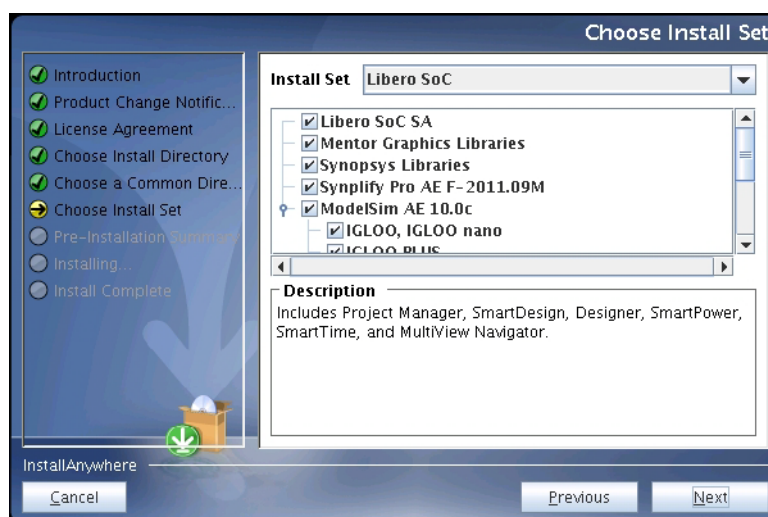 Choose Install Set
Introduction
Product Change Notific...
License Agreement
Choose Install Directory
Choose a Common Dire...
Choose Install Set
Pre-Installation Summary
Installing...
Install Complete
Install Set Libero SoC
Libero SoC SA
Mentor Graphics Libraries
Synopsys Libraries
Synplify Pro AE F-2011.09M
ModelSim AE 10.0c
IGLOO, IGLOO nano
IGLOO PLUS
Description
Includes Project Manager, SmartDesign, Designer, SmartPower,
SmartTime, and MultiView Navigator.
InstallAnywhere
Cancel Previous Next